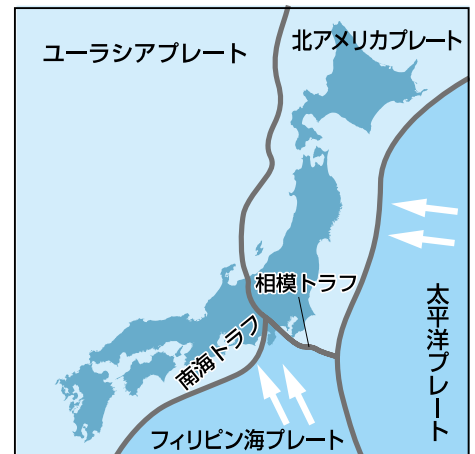 ユーラシアプレート
北アメリカプレート
相模トラフ
南海トラフ
太平洋プレート
フィリピン海プレート